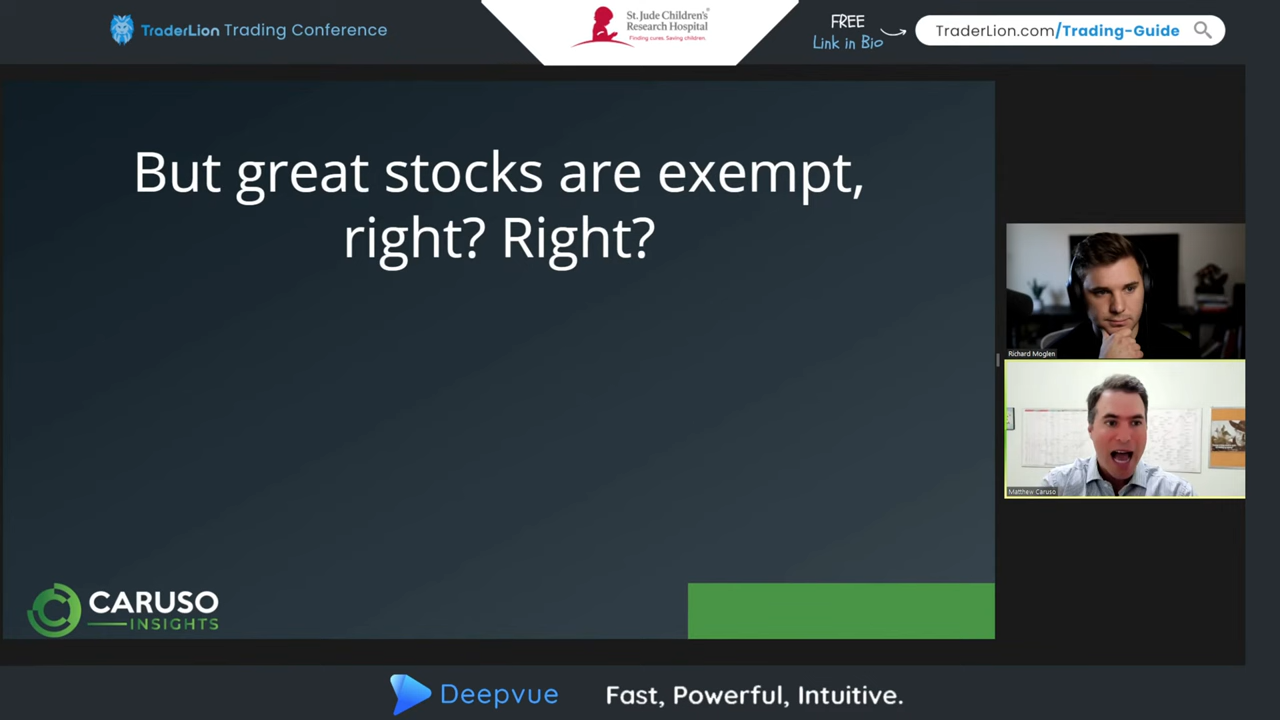 TraderLion Trading Conference
St. Jude Children's
Research Hospital
Finding cures. Saving children.
FREE
Link in Bio
TraderLion.com/Trading-Guide
But great stocks are exempt,
right? Right?
Richard Moglen
Matthew Caruso
CARUSO
INSIGHTS
Deepvue
Fast, Powerful, Intuitive.